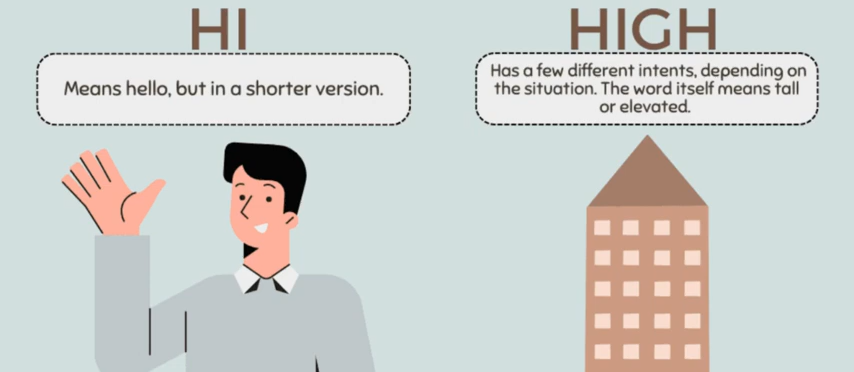 HI
Means hello, but in a shorter version.
HIGH
Has a few different intents, depending on
the situation. The word itself means tall
or elevated.